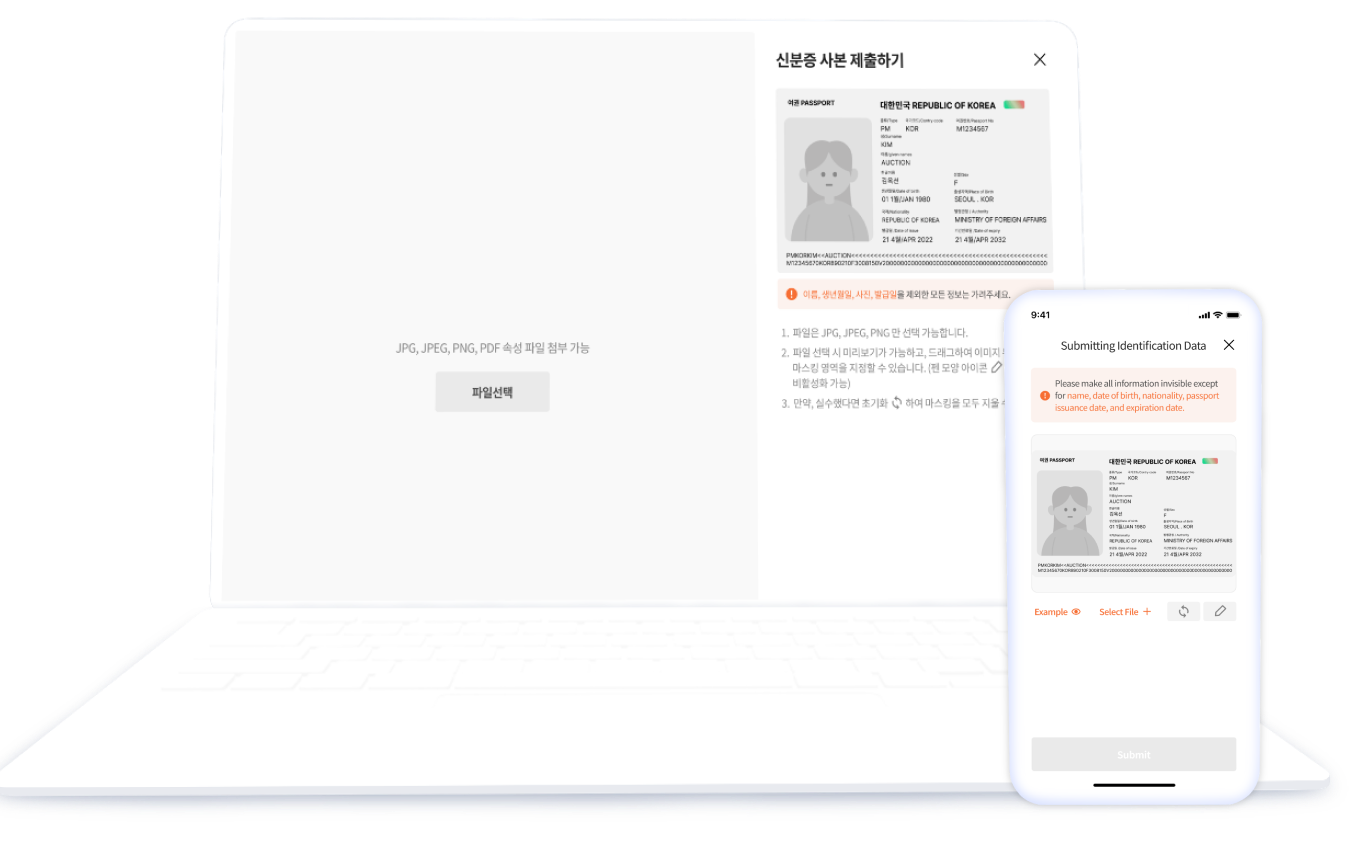 신분증 사본 제출하기
여권 PASSPORT
대한민국 REPUBLIC OF KOREA
PM KOR M1234567
KIM
AUCTION
김옥션
F
01 1월/JAN 1980 SEOUL . KOR
REPUBLIC OF KOREA MINISTRY OF FOREIGN AFFAIRS
21 4월/APR 2022 21 4월/APR 2032
이름, 생년월일, 사진, 발급일을 제외한 모든 정보는 가려주세요.
1. 파일은 JPG, JPEG, PNG 만 선택 가능합니다.
2. 파일 선택 시 미리보기가 가능하고, 드래그하여 이미지
마스킹 영역을 지정할 수 있습니다. (펜 모양 아이콘
비활성화 가능)
3. 만약, 실수했다면 초기화 하여 마스킹을 모두 지울
JPG, JPEG, PNG, PDF 속성 파일 첨부 가능
파일선택
9:41
Submitting Identification Data
Please make all information invisible except
for name, date of birth, nationality, passport
issuance date, and expiration date.
여권 PASSPORT
대한민국 REPUBLIC OF KOREA
PM KOR M1234567
KIM
AUCTION
김옥션
F
01 1월/JAN 1980 SEOUL . KOR
REPUBLIC OF KOREA MINISTRY OF FOREIGN AFFAIRS
21 4월/APR 2022 21 4월/APR 2032
Example
Select File +
Submit